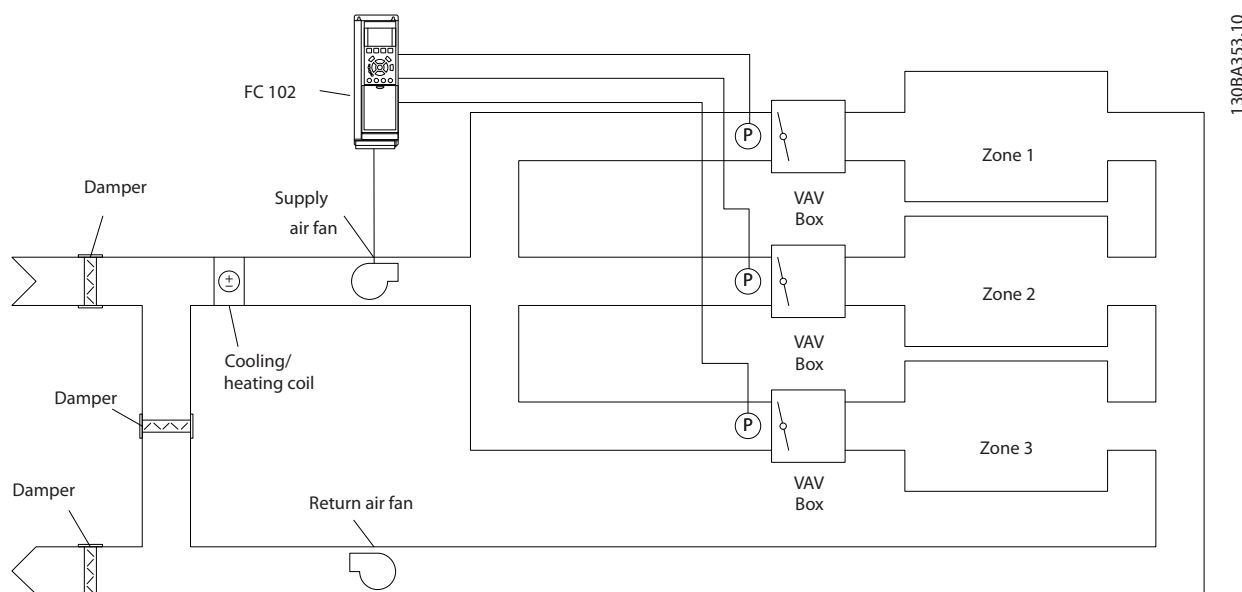 130BA353.10
FC 102
P
Zone 1
Damper
Supply
air fan
VAV
Box
±
P
Zone 2
Cooling/
heating coil
VAV
Box
Damper
P
Zone 3
Damper
Return air fan
VAV
Box